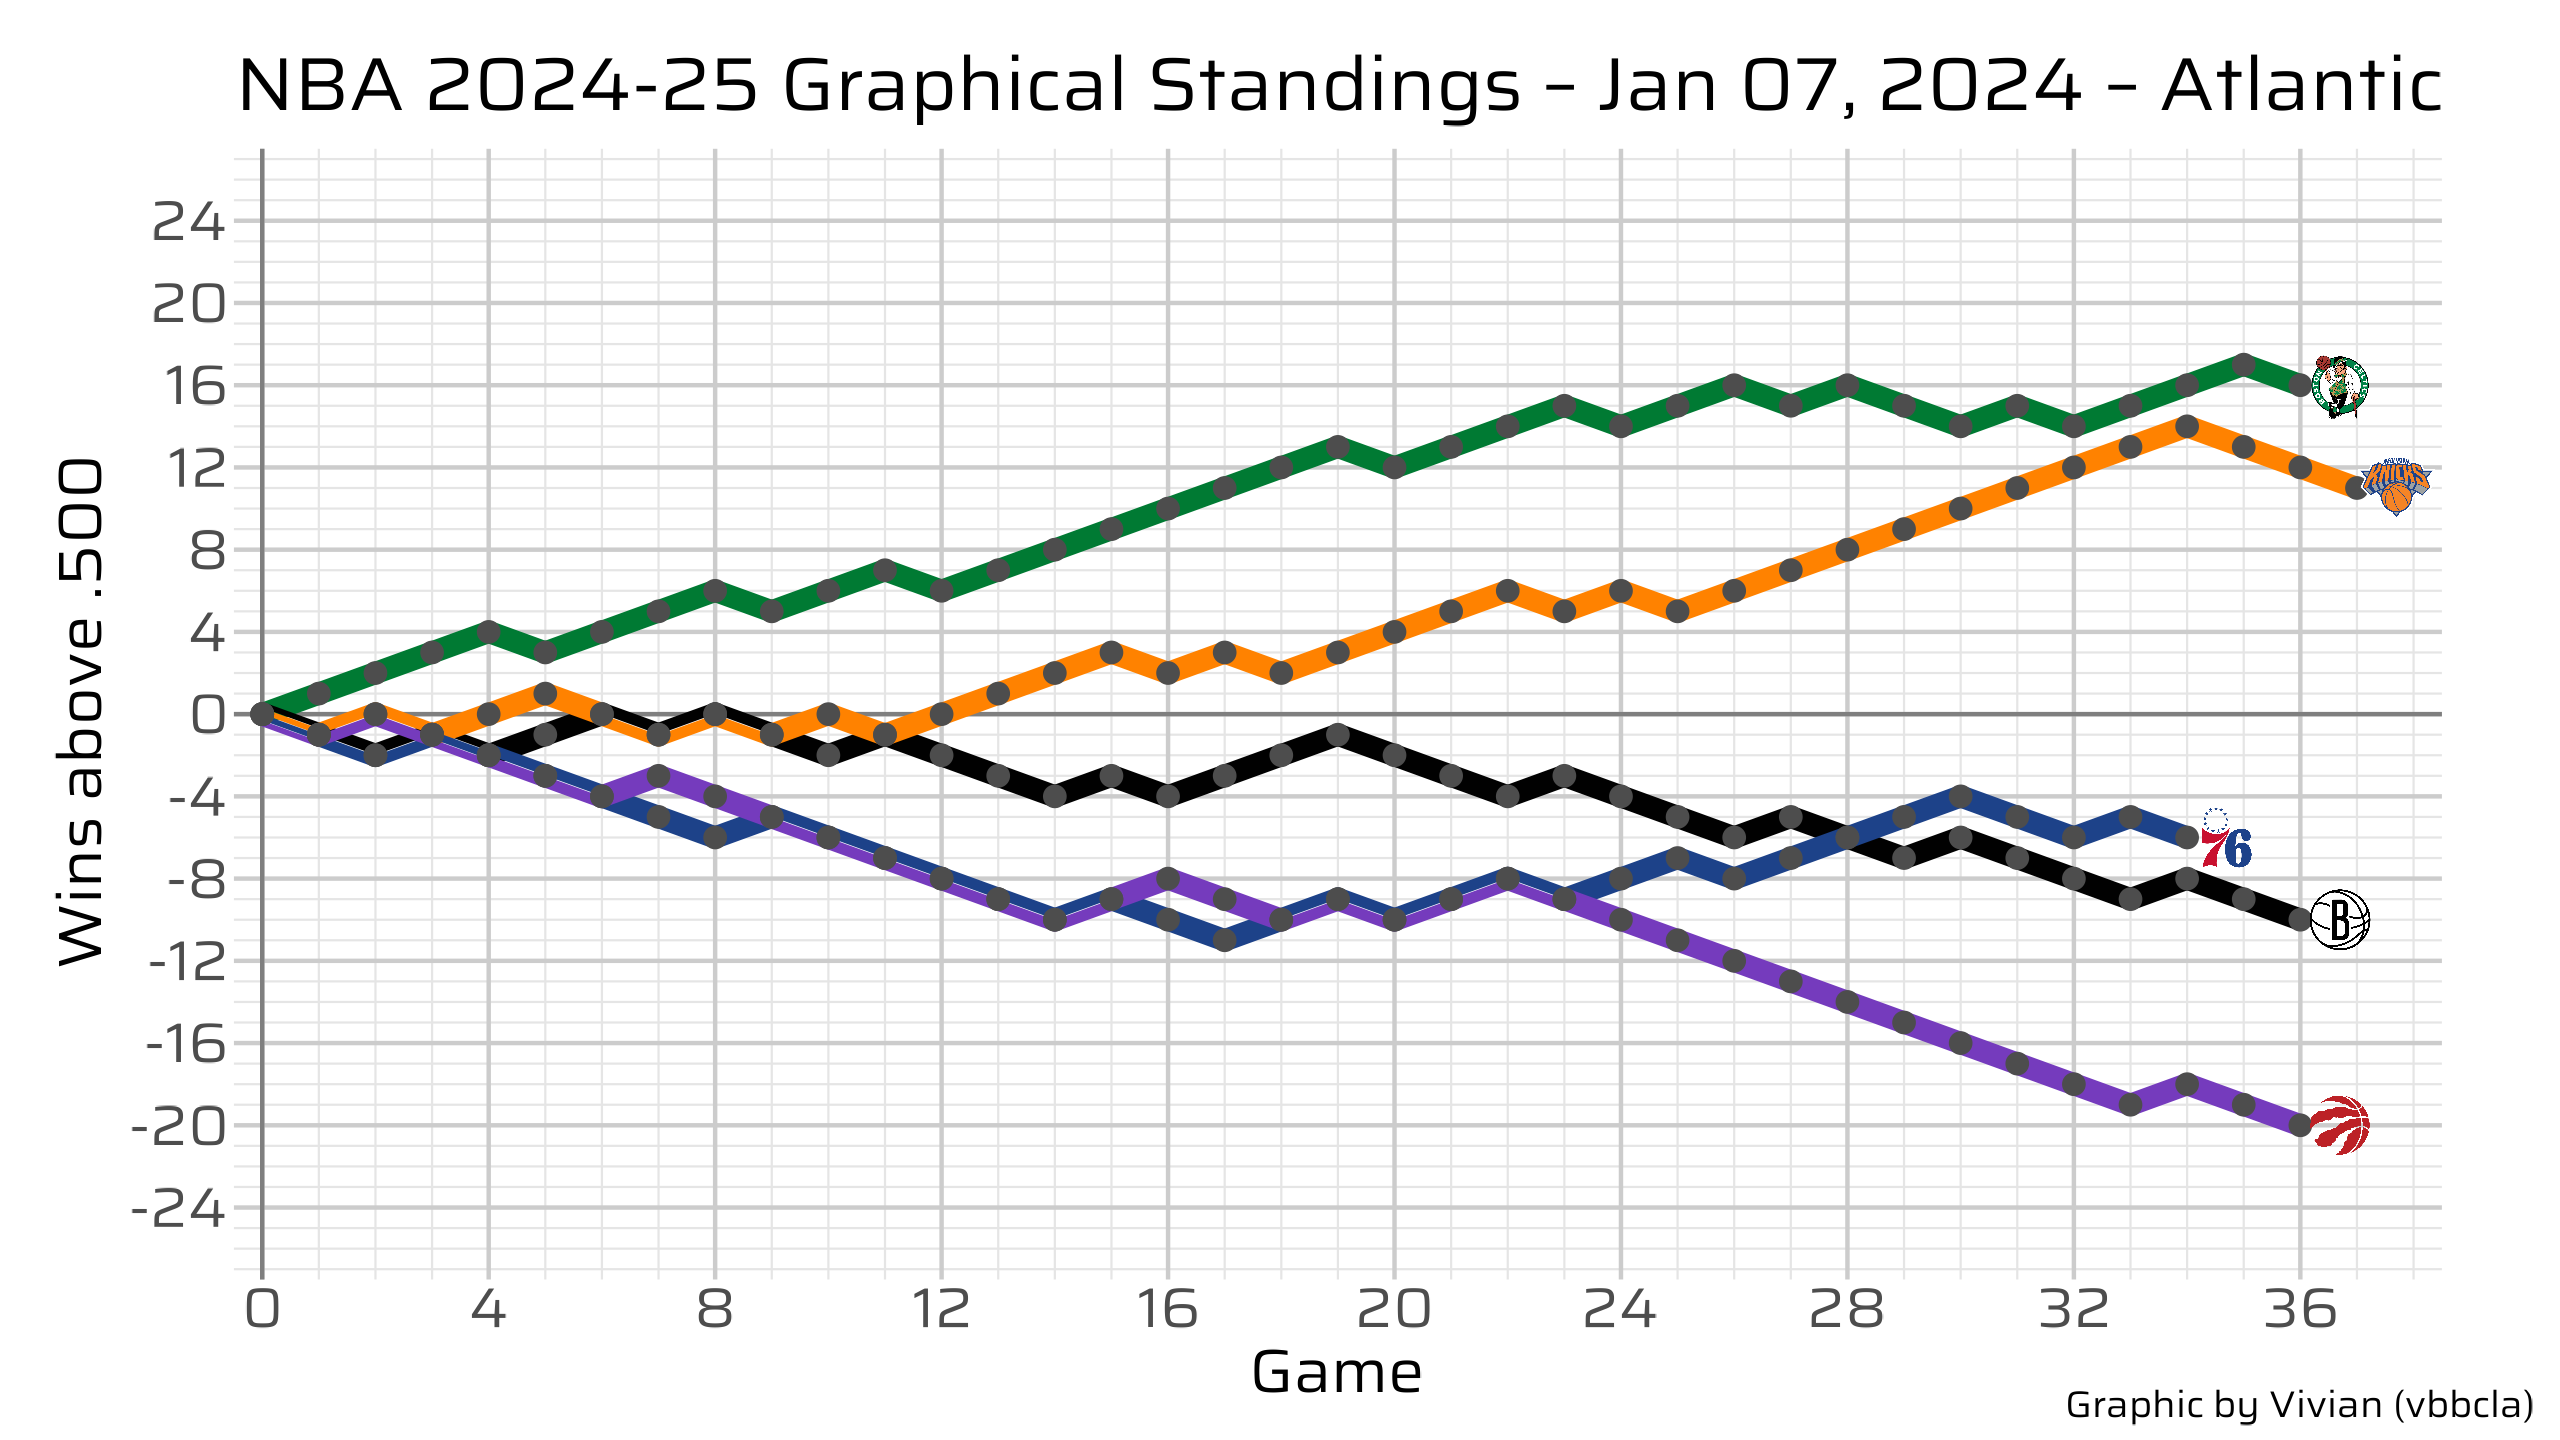 NBA 2024-25 Graphical Standings – Jan 07, 2024 – Atlantic
Wins above .500
24
20
16
12
8
4
0
-4
-8
-12
-16
-20
-24
KNICKS
76
B
0 4 8 12 16 20 24 28 32 36
Game
Graphic by Vivian (vbbcla)